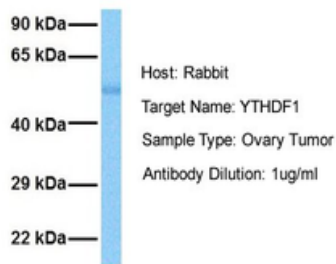 90 kDa
65 kDa
40 kDa
29 kDa
22 kDa
Host: Rabbit
Target Name: YTHDF1
Sample Type: Ovary Tumor
Antibody Dilution: 1ug/ml